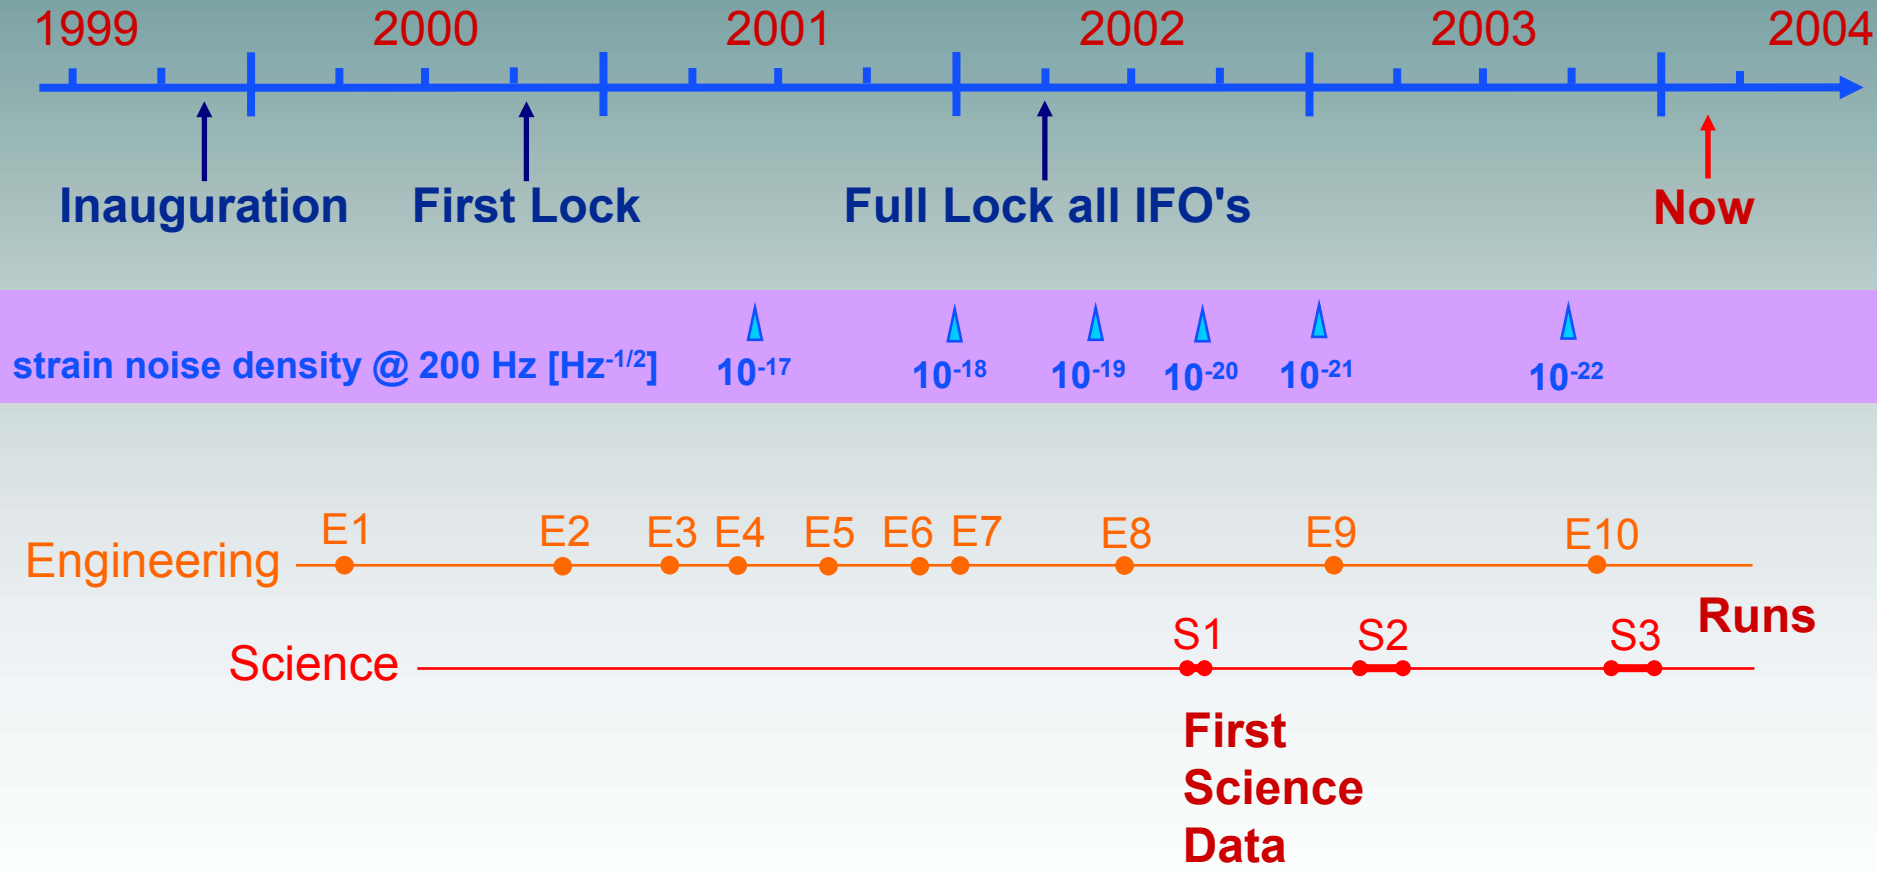 1999 2000 2001 2002 2003 2004
Inauguration First Lock Full Lock all IFO's Now
strain noise density @ 200 Hz [Hz^-1/2] 10^-17 10^-18 10^-19 10^-20 10^-21 10^-22
E1 E2 E3 E4 E5 E6 E7 E8 E9 E10
Engineering
Runs
S1 S2 S3
Science
First
Science
Data